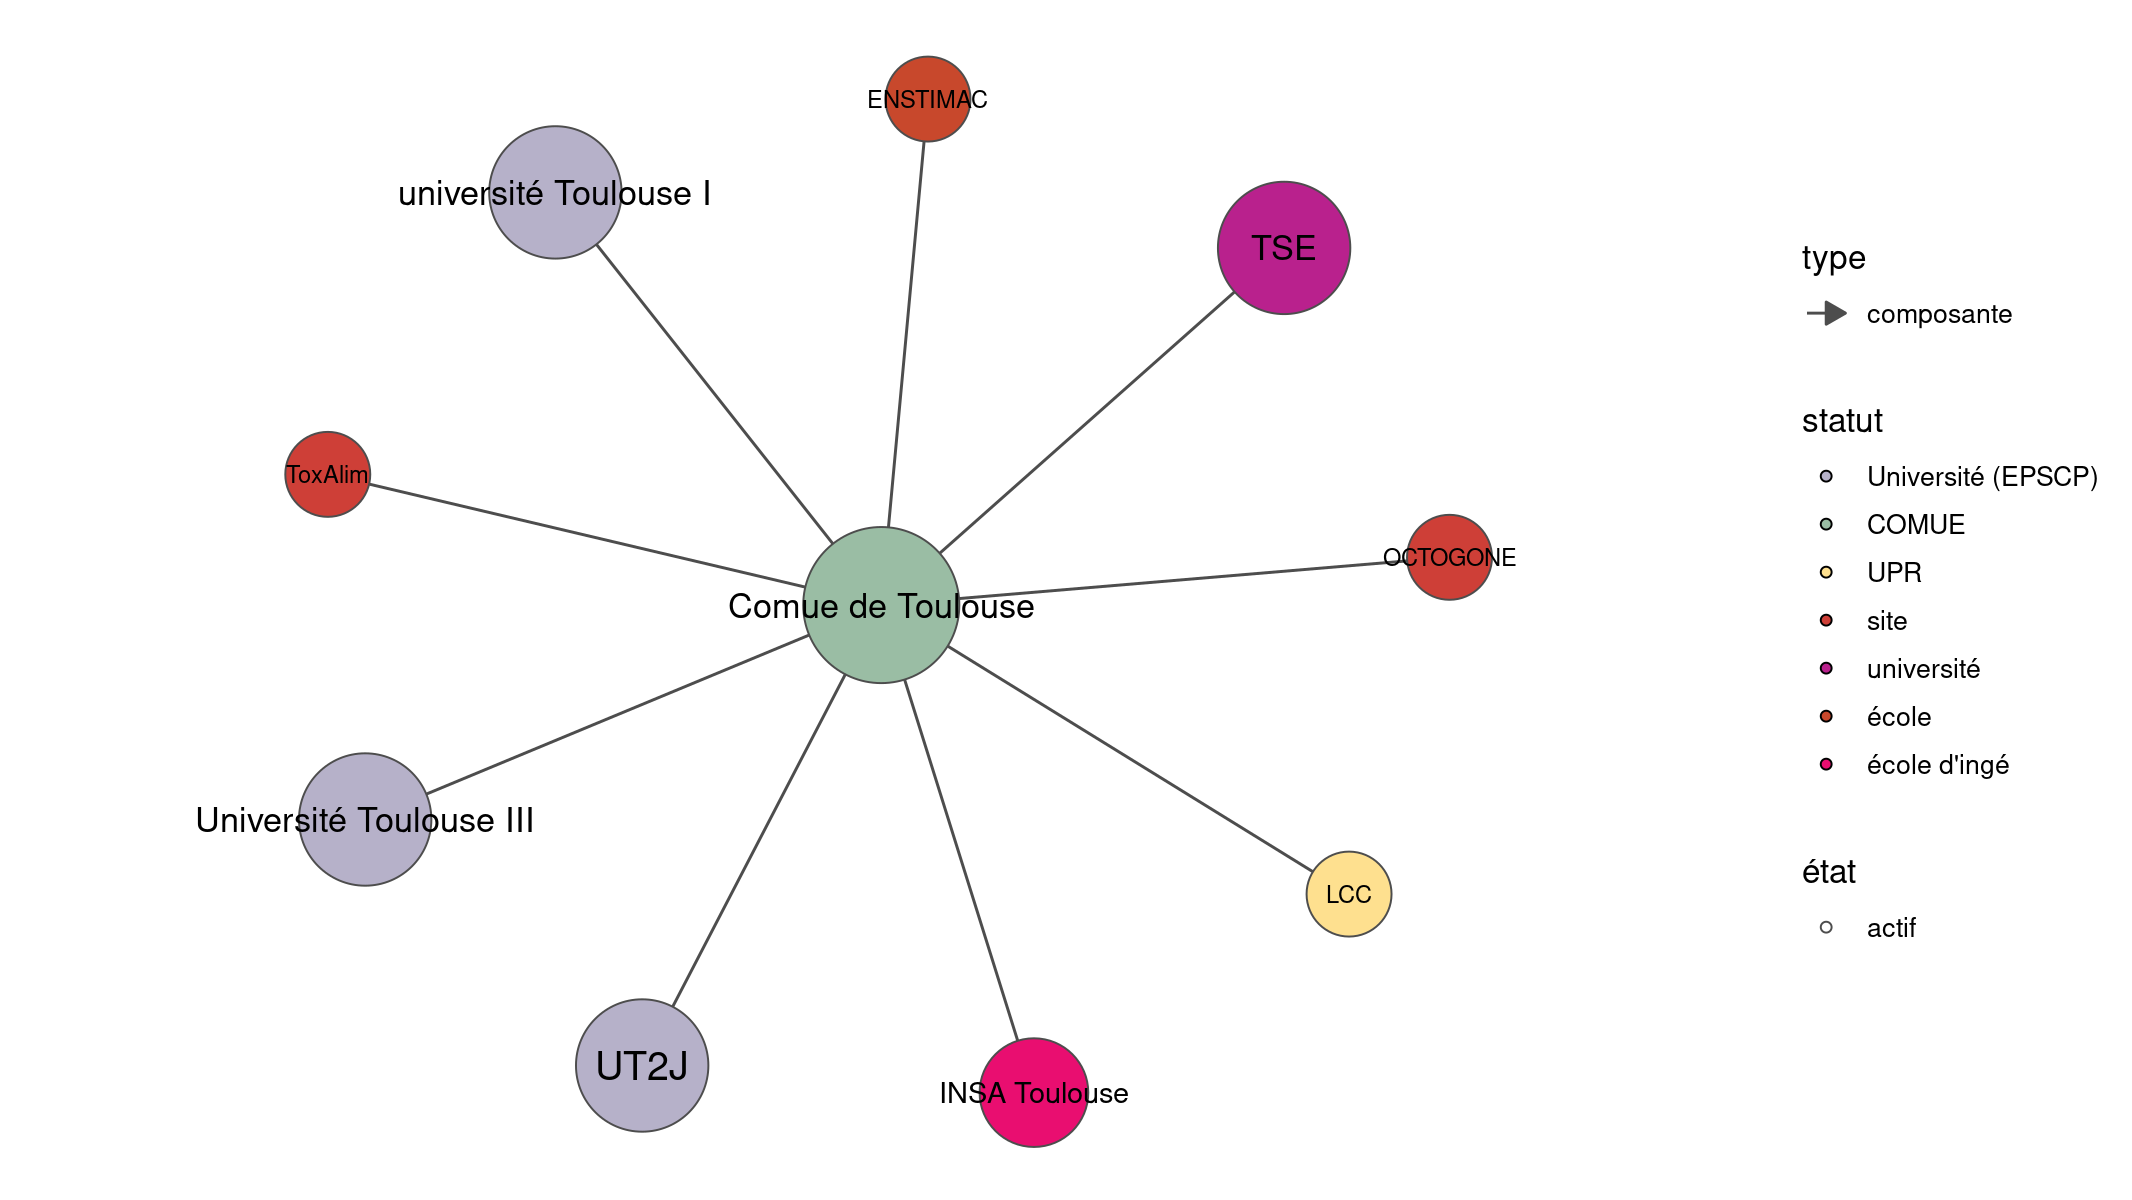 ENSTIMAC
université Toulouse I
TSE
ToxAlim
OCTOGONE
Comue de Toulouse
Université Toulouse III
LCC
UT2J
INSA Toulouse
type
composante
statut
Université (EPSCP)
COMUE
UPR
site
université
école
école d'ingé
état
actif